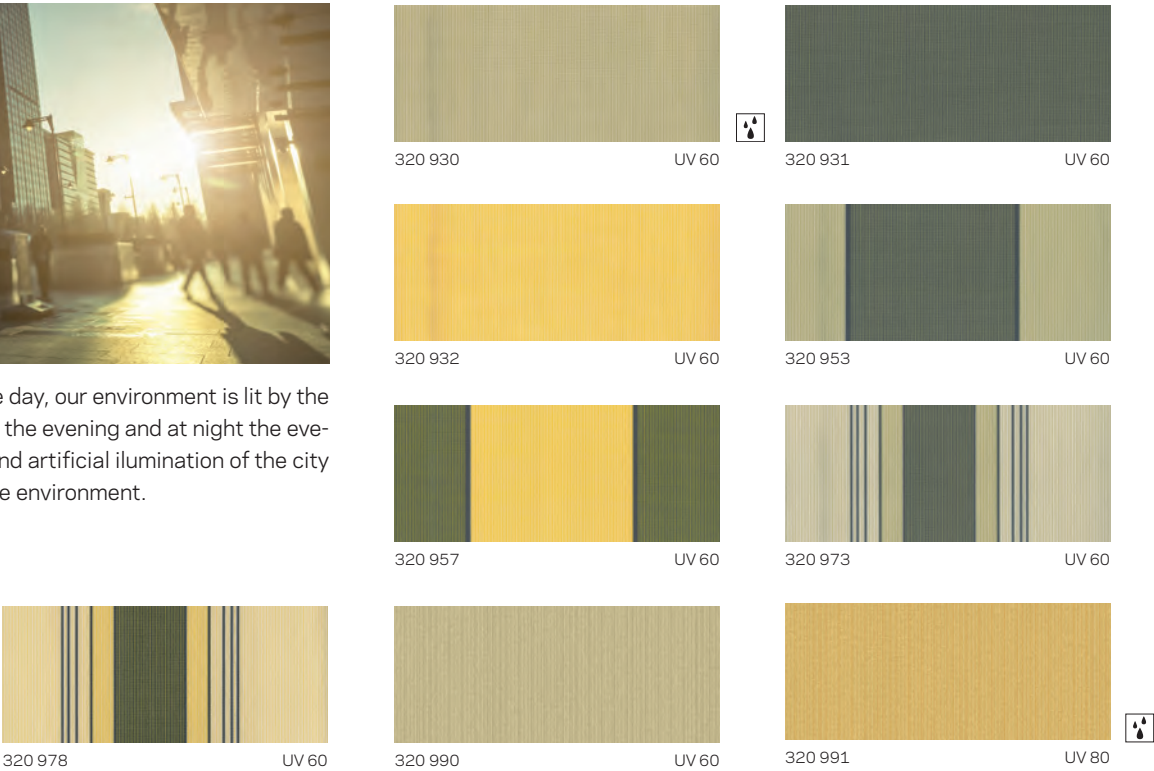 320 930 UV 60
320 931 UV 60
320 932 UV 60
320 953 UV 60
e day, our environment is lit by the
the evening and at night the eve-
nd artificial ilumination of the city
e environment.
320 957 UV 60
320 973 UV 60
320 978 UV 60
320 990 UV 60
320 991 UV 80